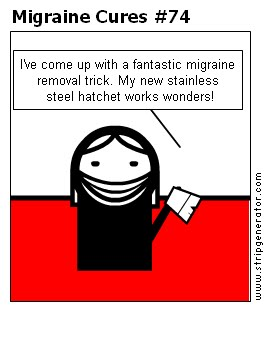 Migraine Cures #74
I've come up with a fantastic migraine
removal trick. My new stainless
steel hatchet works wonders!
www.stripgenerator.com